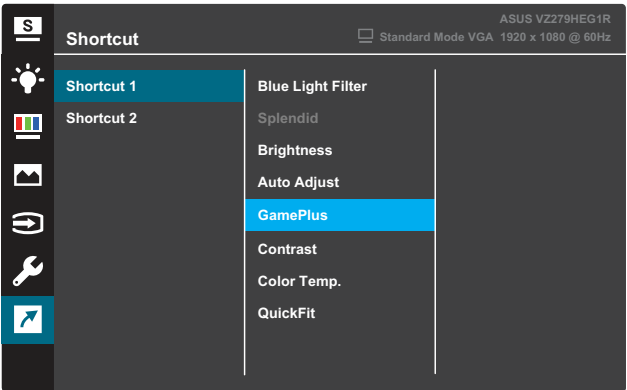 S
ASUS VZ279HEG1R
Shortcut
Standard Mode VGA 1920 x 1080 @ 60Hz
Shortcut 1
Shortcut 2
Blue Light Filter
Splendid
Brightness
Auto Adjust
GamePlus
Contrast
Color Temp.
QuickFit